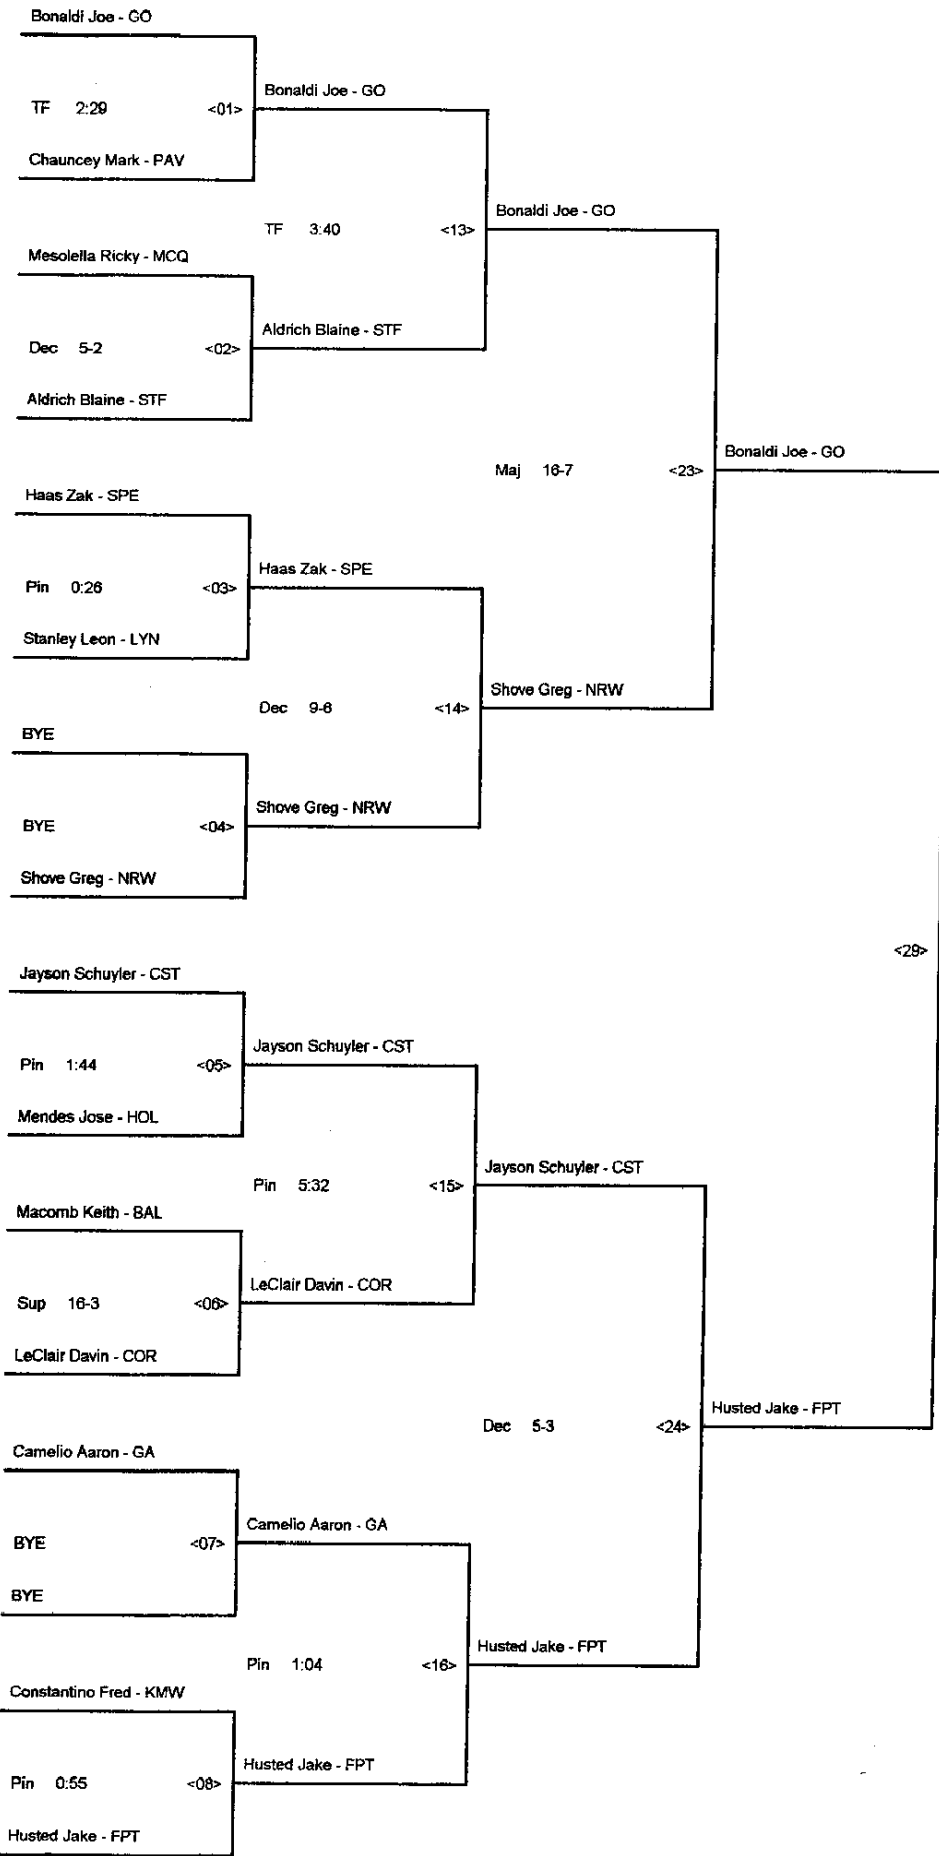 Bonaldi Joe - GO
Bonaldi Joe - GO
TF 2:29 <01>
Chauncey Mark - PAV
Bonaldi Joe - GO
TF 3:40 <13>
Mesolella Ricky - MCQ
Aldrich Blaine - STF
Dec 5-2 <02>
Aldrich Blaine - STF
Bonaldi Joe - GO
Maj 16-7 <23>
Haas Zak - SPE
Haas Zak - SPE
Pin 0:26 <03>
Stanley Leon - LYN
Shove Greg - NRW
Dec 9-6 <14>
BYE
Shove Greg - NRW
BYE <04>
Shove Greg - NRW
<29>
Jayson Schuyler - CST
Jayson Schuyler - CST
Pin 1:44 <05>
Mendes Jose - HOL
Jayson Schuyler - CST
Pin 5:32 <15>
Macomb Keith - BAL
LeClair Davin - COR
Sup 16-3 <06>
LeClair Davin - COR
Husted Jake - FPT
Dec 5-3 <24>
Camelio Aaron - GA
Camelio Aaron - GA
BYE <07>
BYE
Husted Jake - FPT
Pin 1:04 <16>
Constantino Fred - KMW
Husted Jake - FPT
Pin 0:55 <08>
Husted Jake - FPT